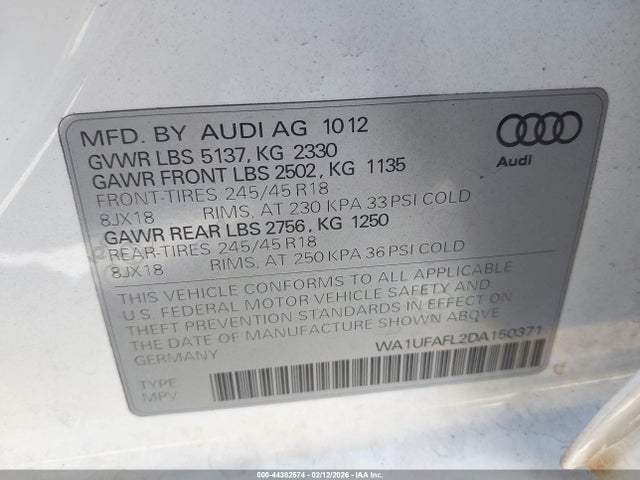 MFD. BY AUDI AG 1012
GVWR LBS 5137, KG 2330
GAWR FRONT LBS 2502, KG 1135
FRONT-TIRES 245/45 R18
8JX18 RIMS, AT 230 KPA 33 PSI COLD
GAWR REAR LBS 2756, KG 1250
REAR-TIRES 245/45 R18
8JX18 RIMS, AT 250 KPA 36 PSI COLD
Audi
THIS VEHICLE CONFORMS TO ALL APPLICABLE
U.S. FEDERAL MOTOR VEHICLE SAFETY AND
THEFT PREVENTION STANDARDS IN EFFECT ON
THE DATE OF MANUFACTURE SHOWN ABOVE
GERMANY WA1UFAFL2DA150371
TYPE
MPV
000-44382574 - 02/12/2026 - Copyright IAA, LLC